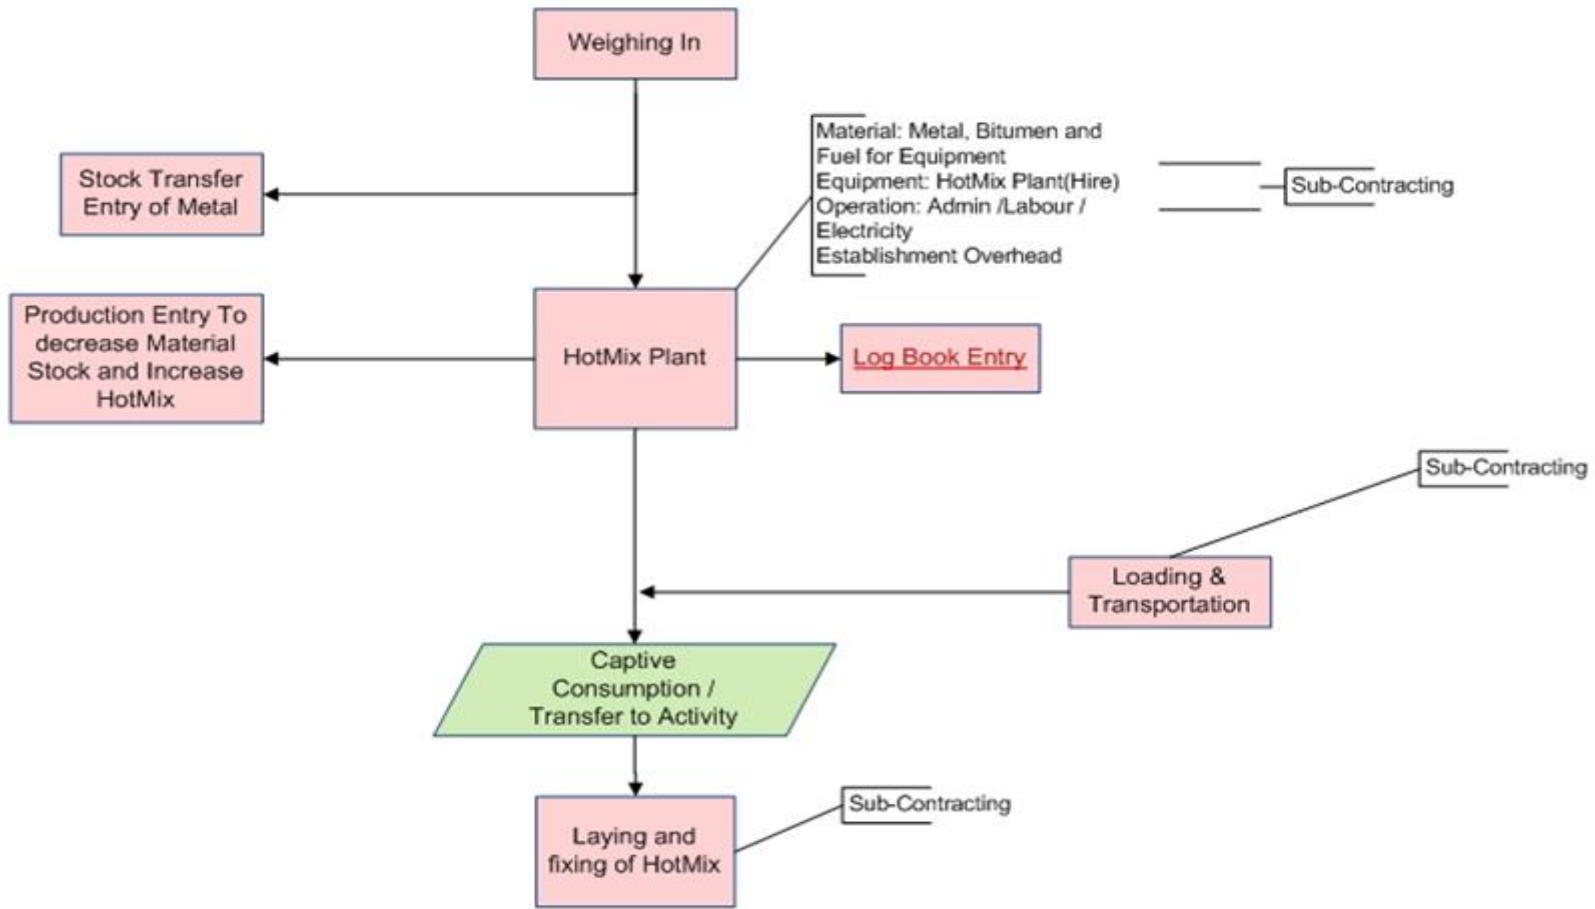 Weighing In
Material: Metal, Bitumen and
Fuel for Equipment
Equipment: HotMix Plant(Hire)
Operation: Admin /Labour /
Electricity
Establishment Overhead
Sub-Contracting
Stock Transfer
Entry of Metal
Production Entry To
decrease Material
Stock and Increase
HotMix
HotMix Plant
Log Book Entry
Sub-Contracting
Loading &
Transportation
Captive
Consumption /
Transfer to Activity
Sub-Contracting
Laying and
fixing of HotMix